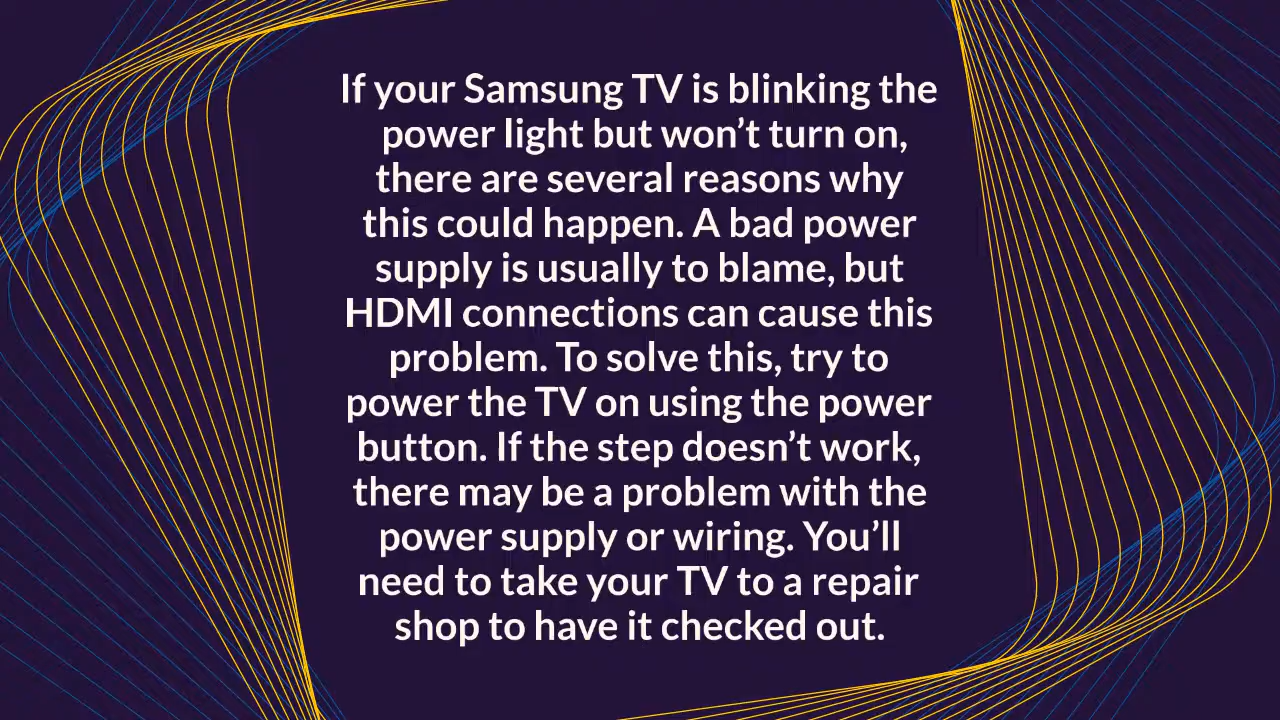 If your Samsung TV is blinking the
power light but won’t turn on,
there are several reasons why
this could happen. A bad power
supply is usually to blame, but
HDMI connections can cause this
problem. To solve this, try to
power the TV on using the power
button. If the step doesn’t work,
there may be a problem with the
power supply or wiring. You’ll
need to take your TV to a repair
shop to have it checked out.